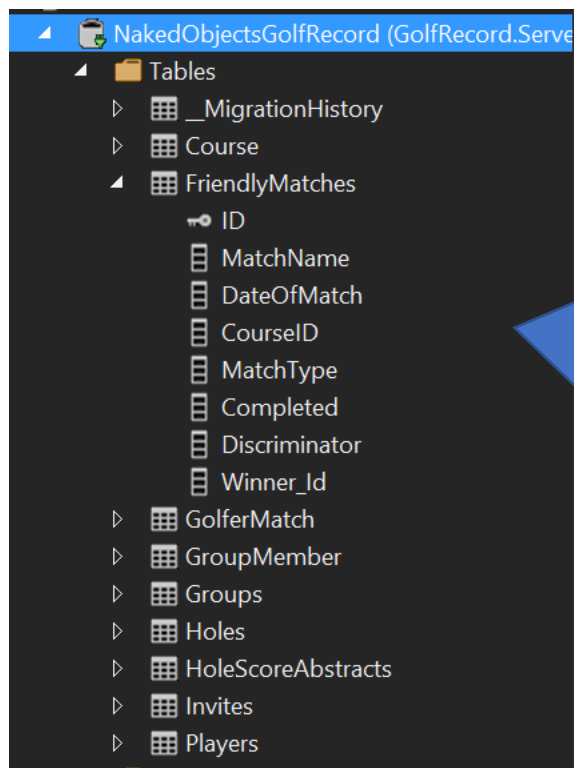 NakedObjectsGolfRecord (GolfRecord.Serve
Tables
__MigrationHistory
Course
FriendlyMatches
ID
MatchName
DateOfMatch
CourseID
MatchType
Completed
Discriminator
Winner_Id
GolferMatch
GroupMember
Groups
Holes
HoleScoreAbstracts
Invites
Players